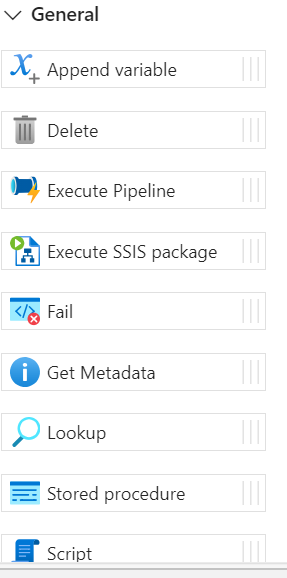 General
Append variable
Delete
Execute Pipeline
Execute SSIS package
Fail
Get Metadata
Lookup
Stored procedure
Script